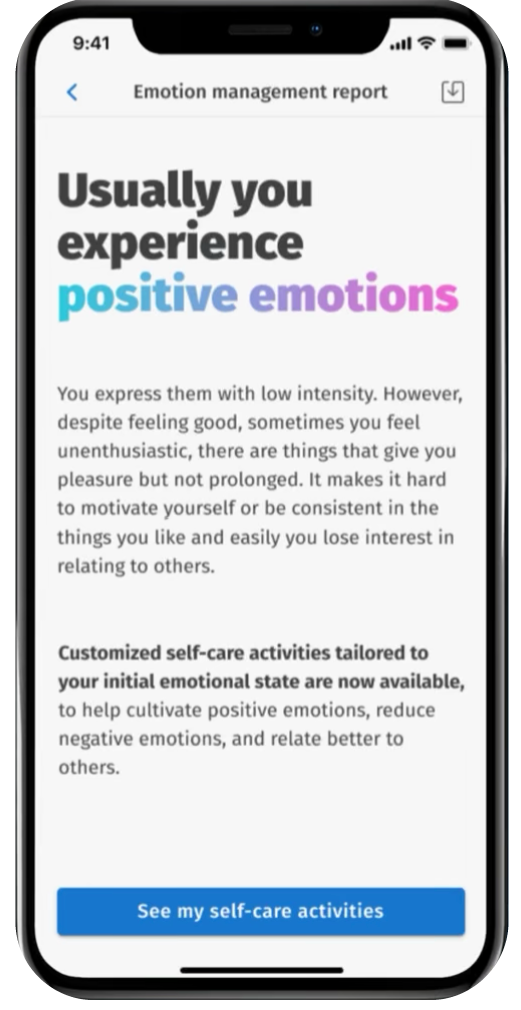 9:41
Emotion management report
Usually you
experience
positive emotions
You express them with low intensity. However,
despite feeling good, sometimes you feel
unenthusiastic, there are things that give you
pleasure but not prolonged. It makes it hard
to motivate yourself or be consistent in the
things you like and easily you lose interest in
relating to others.
Customized self-care activities tailored to
your initial emotional state are now available,
to help cultivate positive emotions, reduce
negative emotions, and relate better to
others.
See my self-care activities